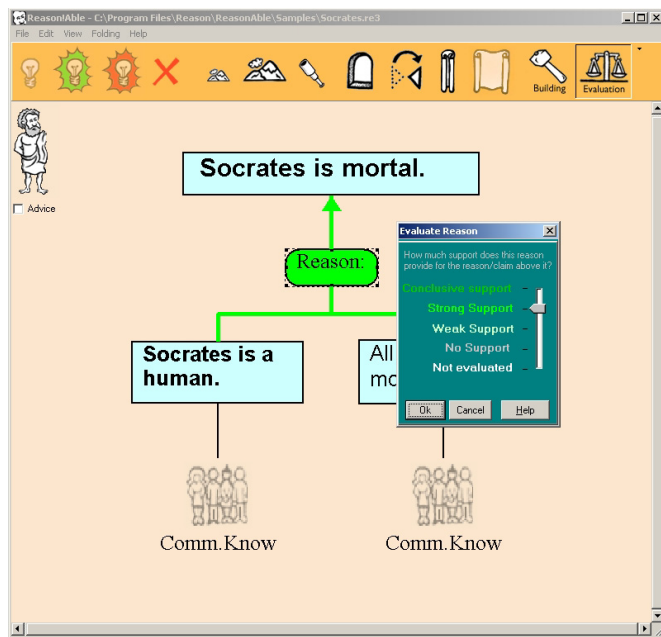 Reason!Able - C:\Program Files\Reason\ReasonAble\Samples\Socrates.re3
File Edit View Folding Help
Building
Evaluation
Advice
Socrates is mortal.
Reason:
Evaluate Reason
How much support does this reason
provide for the reason/claim above it?
Conclusive support
Strong Support
Weak Support
No Support
Not evaluated
Ok Cancel Help
Socrates is a
human.
All
mo
Comm.Know
Comm.Know